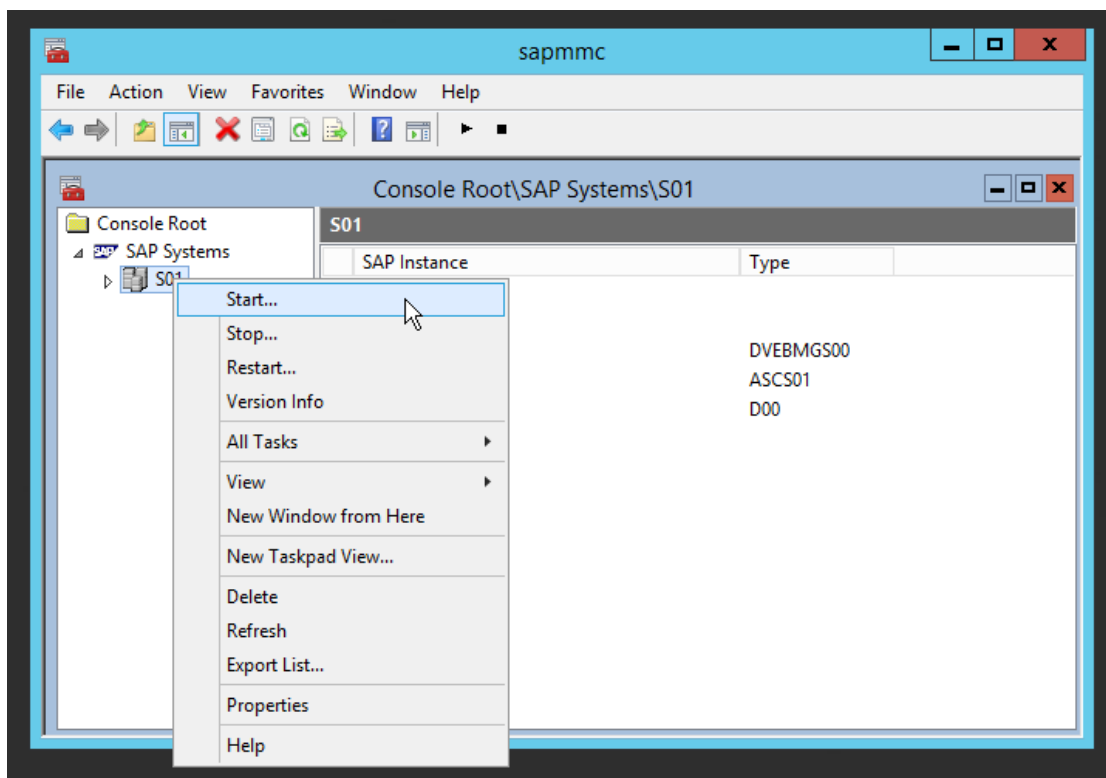 sapmmc
File Action View Favorites Window Help
Console Root\SAP Systems\S01
Console Root
S01
SAP SAP Systems
SAP Instance Type
S01
Start...
Stop...
DVEBMGS00
Restart...
ASCS01
Version Info
D00
All Tasks
View
New Window from Here
New Taskpad View...
Delete
Refresh
Export List...
Properties
Help